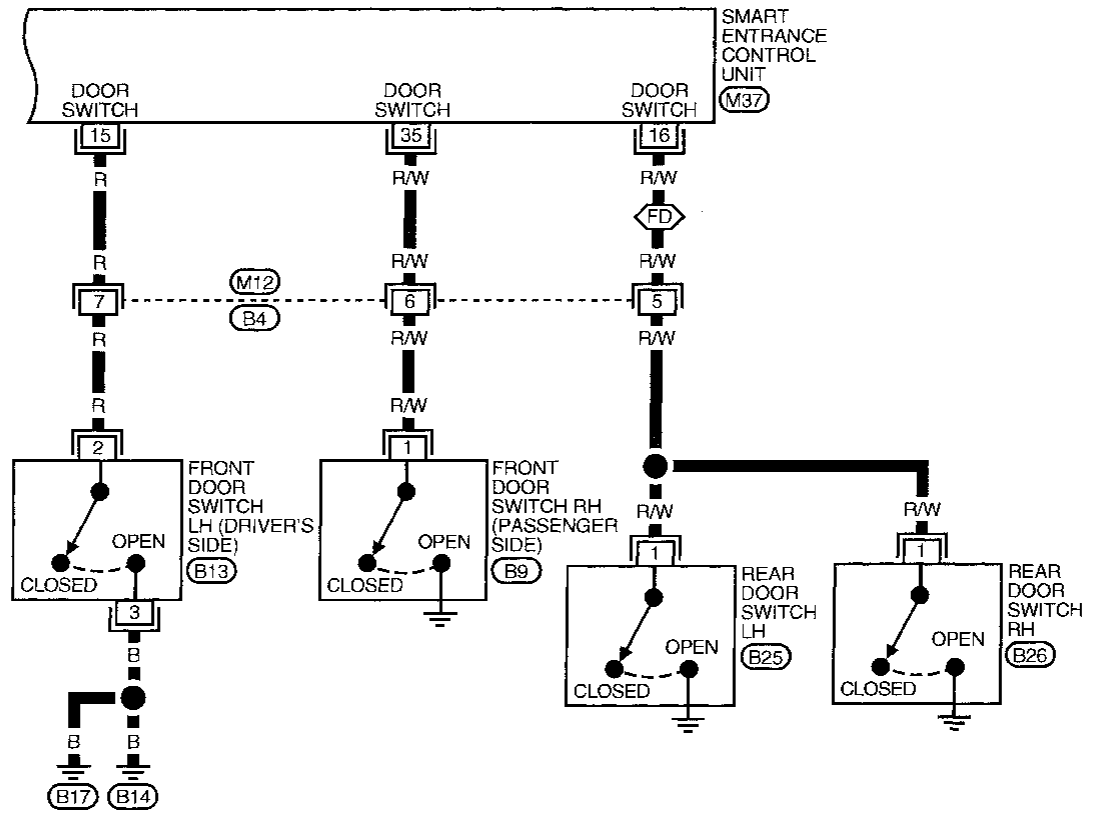 SMART
ENTRANCE
CONTROL
UNIT
M37
DOOR
SWITCH
DOOR
SWITCH
DOOR
SWITCH
15
35
16
R
R/W
R/W
FD
R
R/W
R/W
M12
7
6
5
B4
R
R/W
R/W
R
R/W
2
1
FRONT
DOOR
SWITCH
LH (DRIVER'S
SIDE)
B13
OPEN
CLOSED
FRONT
DOOR
SWITCH RH
(PASSENGER
SIDE)
B9
OPEN
CLOSED
R/W
R/W
1
1
REAR
DOOR
SWITCH
LH
B25
OPEN
CLOSED
REAR
DOOR
SWITCH
RH
B26
OPEN
CLOSED
3
B
B
B
B17
B14